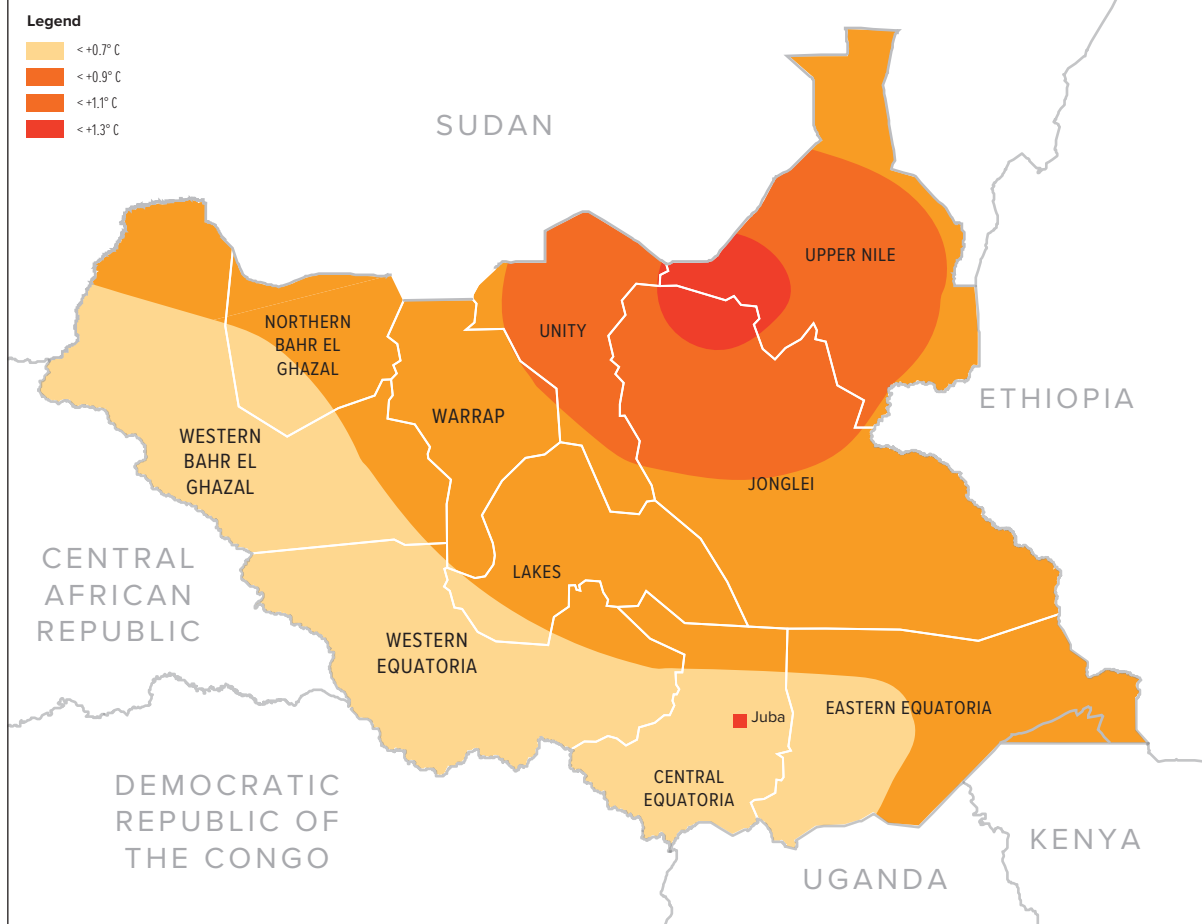 Legend
< +0.7° C
< +0.9° C
< +1.1° C
< +1.3° C
SUDAN
UPPER NILE
NORTHERN
BAHR EL
GHAZAL
UNITY
ETHIOPIA
WARRAP
WESTERN
BAHR EL
GHAZAL
JONGLEI
CENTRAL
AFRICAN
REPUBLIC
LAKES
WESTERN
EQUATORIA
EASTERN EQUATORIA
Juba
DEMOCRATIC
REPUBLIC OF
THE CONGO
CENTRAL
EQUATORIA
KENYA
UGANDA